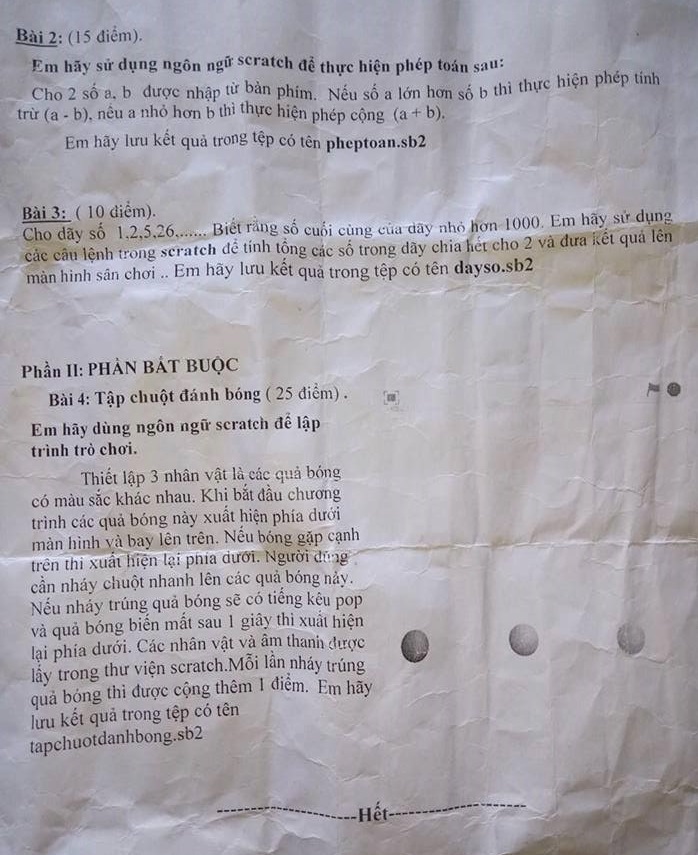 Bài 2: (15 điểm).
Em hãy sử dụng ngôn ngữ scratch để thực hiện phép toán sau:
Cho 2 số a, b được nhập từ bàn phím. Nếu số a lớn hơn số b thì thực hiện phép tính
trừ (a - b), nếu a nhỏ hơn b thì thực hiện phép cộng (a + b).
Em hãy lưu kết quả trong tệp có tên pheptoan.sb2
Bài 3: ( 10 điểm).
Cho dãy số 1,2,5,26,...... Biết rằng số cuối cùng của dãy nhỏ hơn 1000. Em hãy sử dụng
các câu lệnh trong scratch để tính tổng các số trong dãy chia hết cho 2 và đưa kết quả lên
màn hình sân chơi .. Em hãy lưu kết quả trong tệp có tên dayso.sb2
Phần II: PHẦN BẮT BUỘC
Bài 4: Tập chuột đánh bóng ( 25 điểm) .
Em hãy dùng ngôn ngữ scratch để lập
trình trò chơi.
Thiết lập 3 nhân vật là các quả bóng
có màu sắc khác nhau. Khi bắt đầu chương
trình các quả bóng này xuất hiện phía dưới
màn hình và bay lên trên. Nếu bóng gặp cạnh
trên thì xuất hiện lại phía dưới. Người dùng
cần nháy chuột nhanh lên các quả bóng này.
Nếu nháy trúng quả bóng sẽ có tiếng kêu pop
và quả bóng biến mất sau 1 giây thì xuất hiện
lại phía dưới. Các nhân vật và âm thanh được
lấy trong thư viện scratch.Mỗi lần nháy trúng
quả bóng thì được cộng thêm 1 điểm. Em hãy
lưu kết quả trong tệp có tên
tapchuotdanhbong.sb2
--------------------Hết--------------------